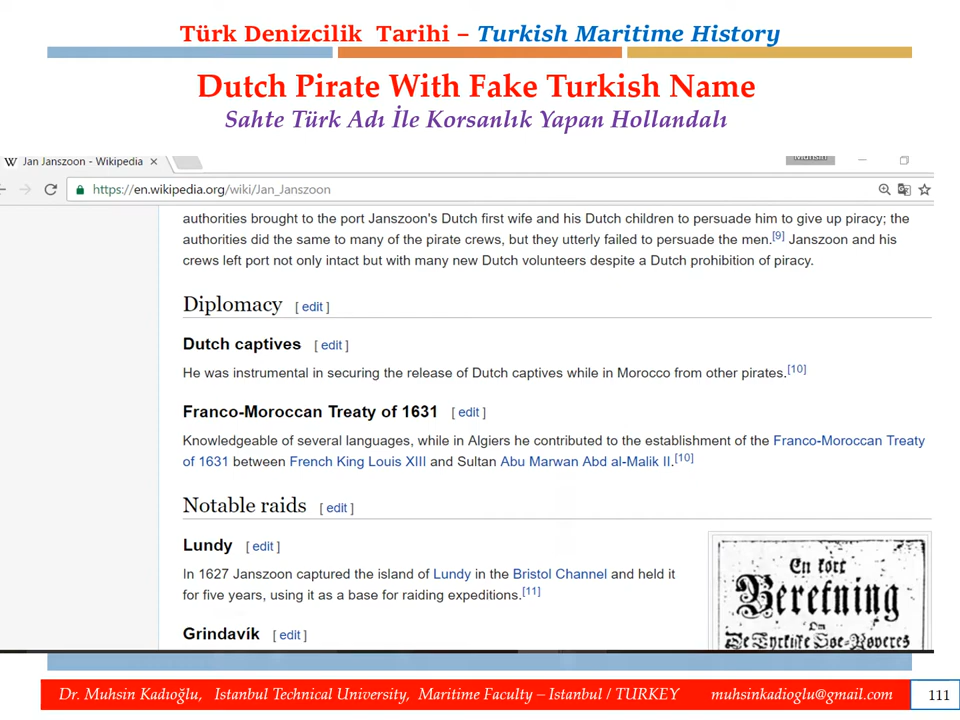 Türk Denizcilik Tarihi – Turkish Maritime History
Dutch Pirate With Fake Turkish Name
Sahte Türk Adı İle Korsanlık Yapan Hollandalı
W Jan Janszoon - Wikipedia ×
Muhsin
https://en.wikipedia.org/wiki/Jan_Janszoon
authorities brought to the port Janszoon's Dutch first wife and his Dutch children to persuade him to give up piracy; the
authorities did the same to many of the pirate crews, but they utterly failed to persuade the men.[9] Janszoon and his
crews left port not only intact but with many new Dutch volunteers despite a Dutch prohibition of piracy.
Diplomacy [ edit ]
Dutch captives [ edit ]
He was instrumental in securing the release of Dutch captives while in Morocco from other pirates.[10]
Franco-Moroccan Treaty of 1631 [ edit ]
Knowledgeable of several languages, while in Algiers he contributed to the establishment of the Franco-Moroccan Treaty
of 1631 between French King Louis XIII and Sultan Abu Marwan Abd al-Malik II.[10]
Notable raids [ edit ]
Lundy [ edit ]
In 1627 Janszoon captured the island of Lundy in the Bristol Channel and held it
for five years, using it as a base for raiding expeditions.[11]
Grindavík [ edit ]
En kort
Beretning
Om
De Tyrkiske Soe-Røveres
Dr. Muhsin Kadıoğlu, Istanbul Technical University, Maritime Faculty – Istanbul / TURKEY muhsinkadioglu@gmail.com 111